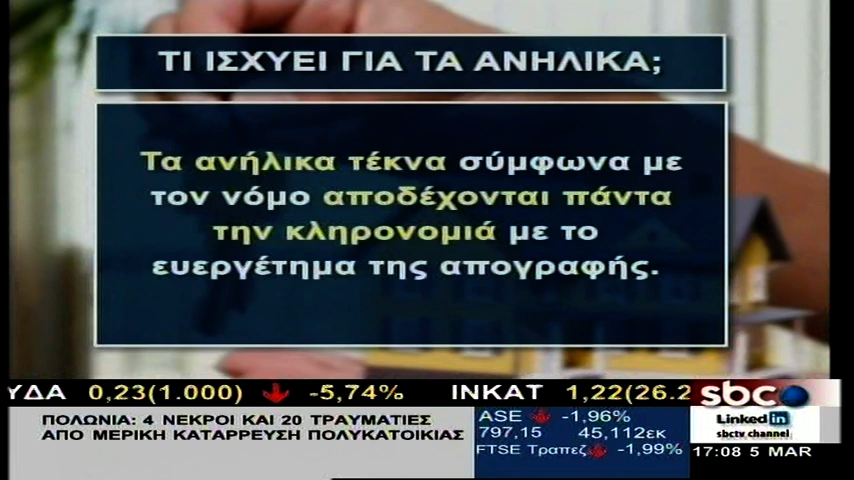 ΤΙ ΙΣΧΥΕΙ ΓΙΑ ΤΑ ΑΝΗΛΙΚΑ;
Τα ανήλικα τέκνα σύμφωνα με
τον νόμο αποδέχονται πάντα
την κληρονομιά με το
ευεργέτημα της απογραφής.
ΥΔΑ 0,23(1.000) -5,74% ΙΝΚΑΤ 1,22(26.2
sbc
ΠΟΛΩΝΙΑ: 4 ΝΕΚΡΟΙ ΚΑΙ 20 ΤΡΑΥΜΑΤΙΕΣ
ΑΠΟ ΜΕΡΙΚΗ ΚΑΤΑΡΡΕΥΣΗ ΠΟΛΥΚΑΤΟΙΚΙΑΣ
ASE -1,96%
797,15 45,112εκ
FTSE Τραπεζ -1,99%
Linked in
sbctv channel
17:08 5 MAR